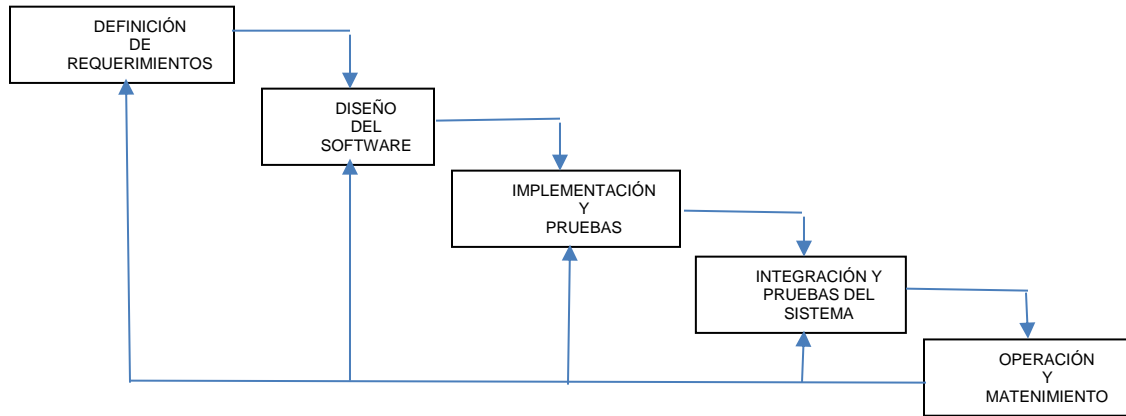 DEFINICIÓN
DE
REQUERIMIENTOS
DISEÑO
DEL
SOFTWARE
IMPLEMENTACIÓN
Y
PRUEBAS
INTEGRACIÓN Y
PRUEBAS DEL
SISTEMA
OPERACIÓN
Y
MATENIMIENTO